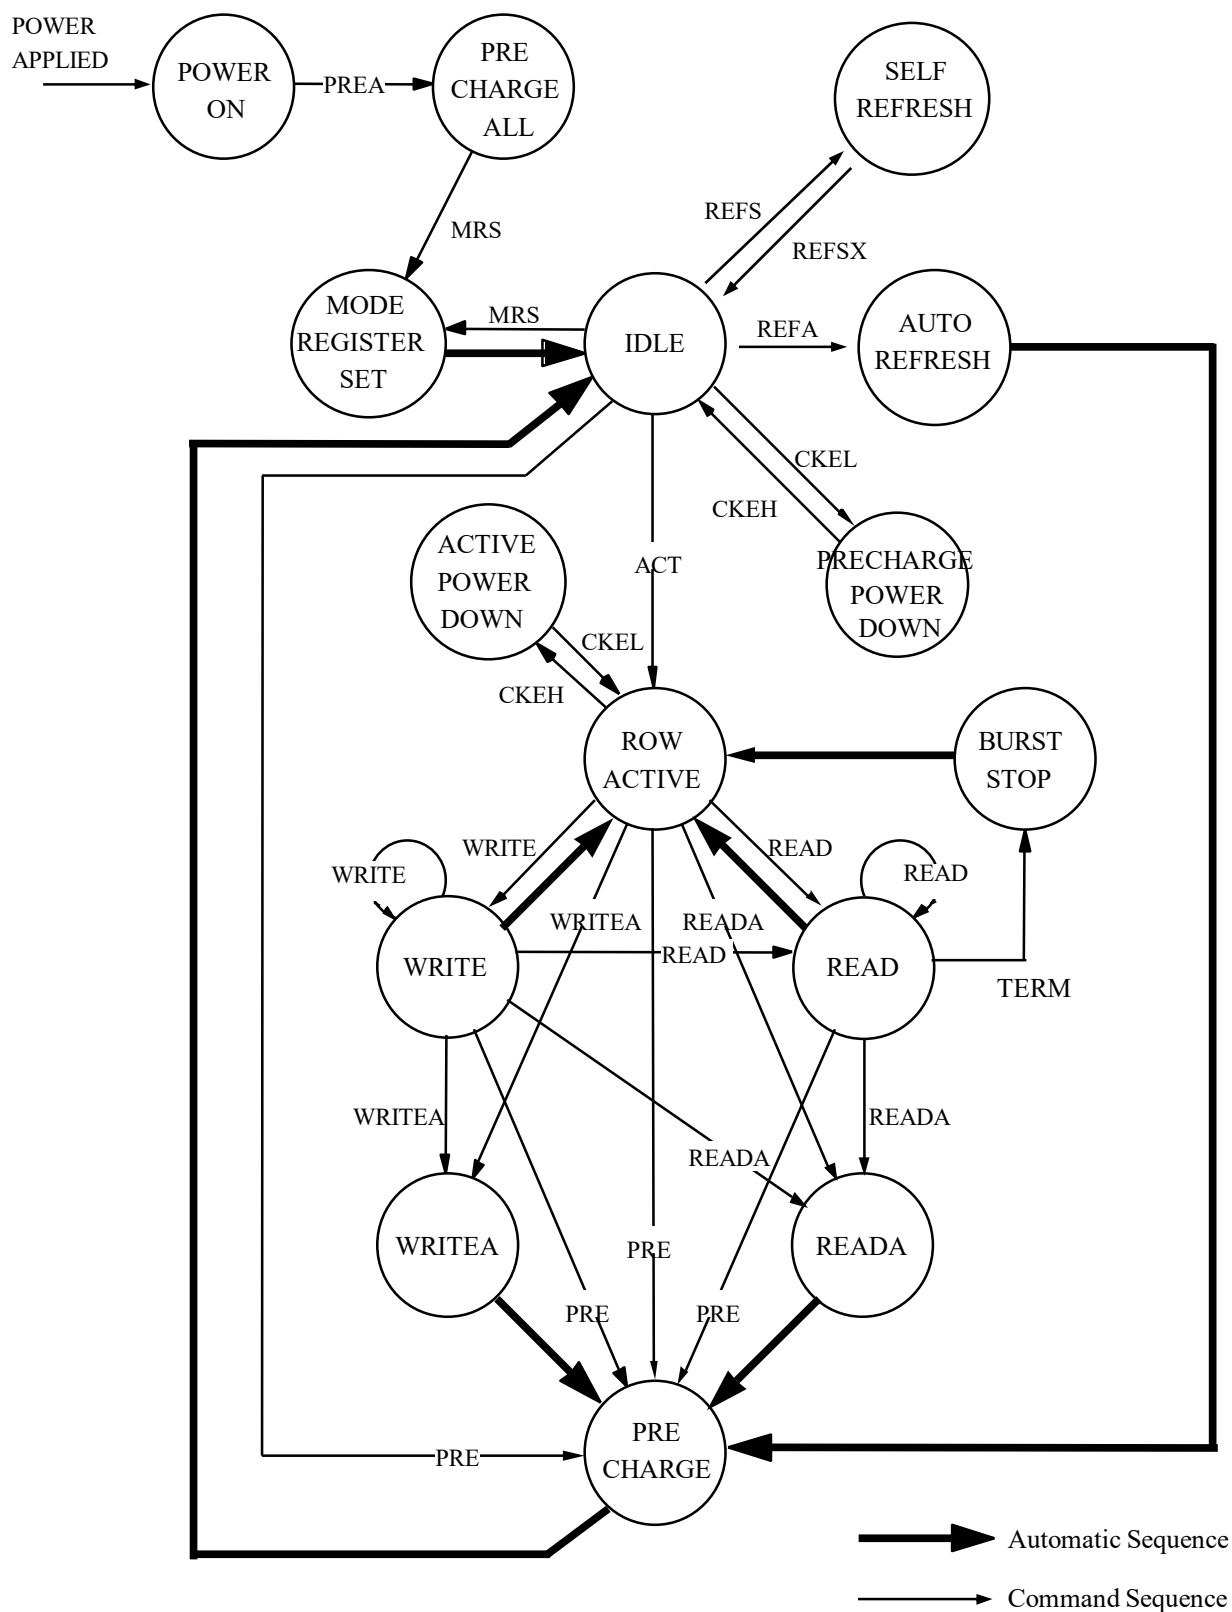 POWER
APPLIED
POWER
ON
PREA
PRE
CHARGE
ALL
SELF
REFRESH
MRS
REFS
REFSX
MODE
REGISTER
SET
MRS
IDLE
REFA
AUTO
REFRESH
CKEL
CKEH
ACTIVE
POWER
DOWN
ACT
PRECHARGE
POWER
DOWN
CKEL
CKEH
ROW
ACTIVE
BURST
STOP
WRITE
WRITE
READ
READ
WRITEA
READA
WRITE
READ
READ
TERM
WRITEA
READA
READA
WRITEA
PRE
READA
PRE
PRE
PRE
CHARGE
PRE
Automatic Sequence
Command Sequence